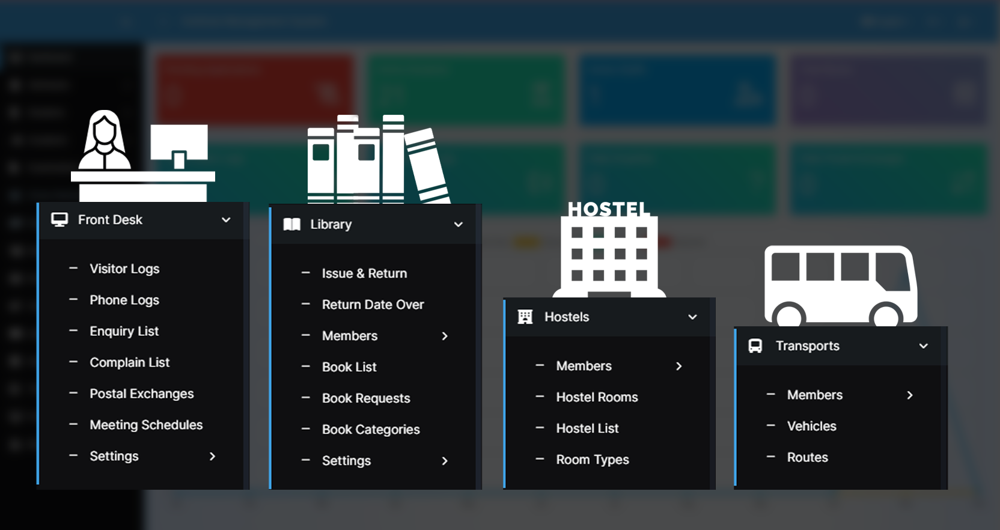 Front Desk
Visitor Logs
Phone Logs
Enquiry List
Complain List
Postal Exchanges
Meeting Schedules
Settings
Library
Issue & Return
Return Date Over
Members
Book List
Book Requests
Book Categories
Settings
HOSTEL
Hostels
Members
Hostel Rooms
Hostel List
Room Types
Transports
Members
Vehicles
Routes